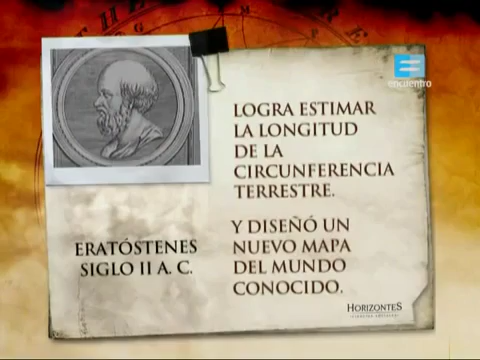 encuentro
LOGRA ESTIMAR
LA LONGITUD
DE LA
CIRCUNFERENCIA
TERRESTRE.
Y DISEÑÓ UN
NUEVO MAPA
DEL MUNDO
CONOCIDO.
ERATÓSTENES
SIGLO II A. C.
HORIZONTES